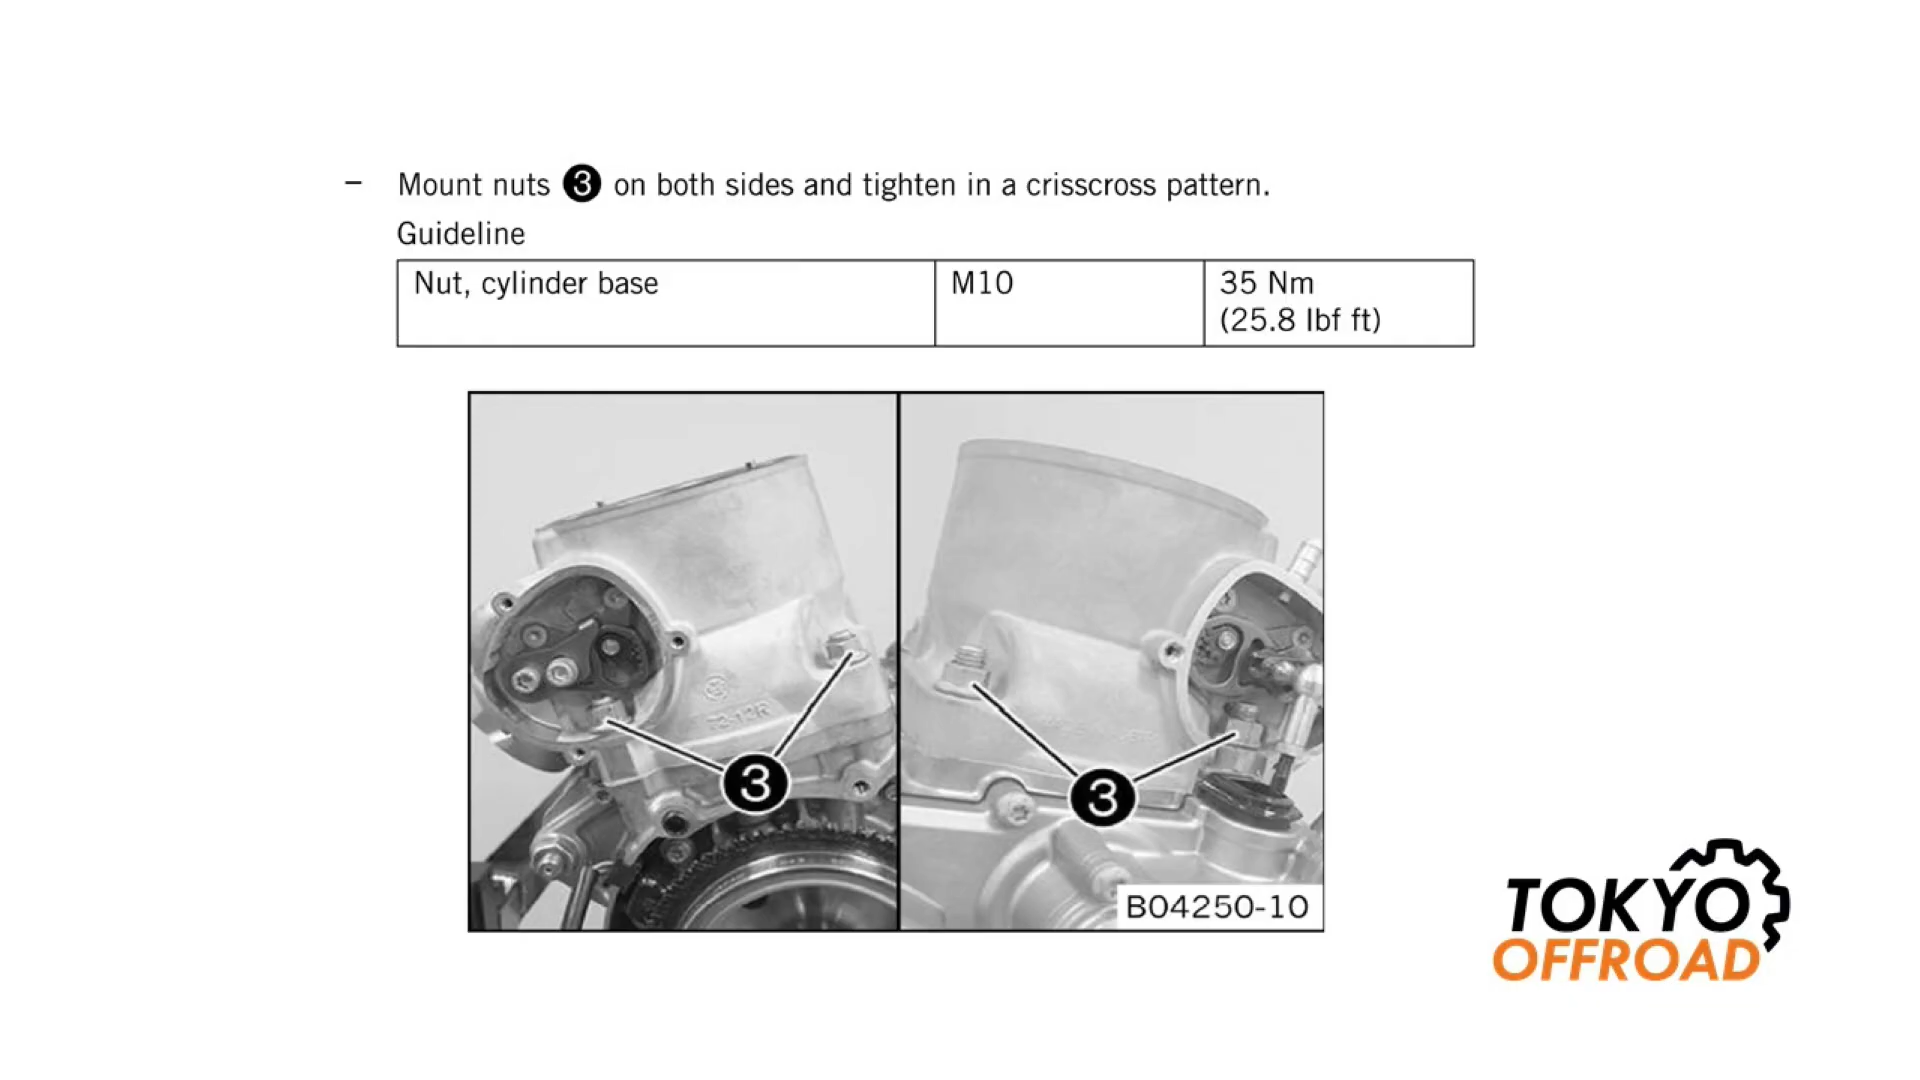 – Mount nuts 3 on both sides and tighten in a crisscross pattern.
Guideline
Nut, cylinder base M10 35 Nm
(25.8 lbf ft)
3
3
B04250-10
TOKYO
OFFROAD